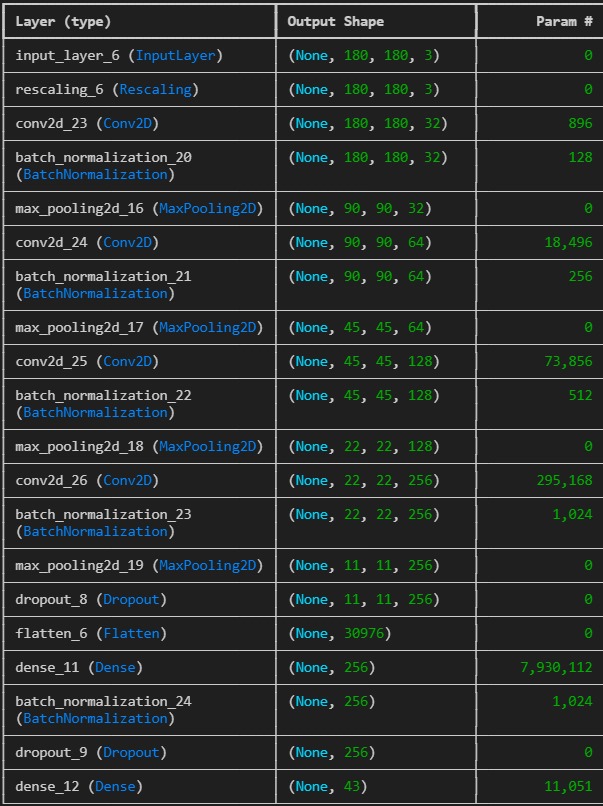 Layer (type) Output Shape Param #
input_layer_6 (InputLayer) (None, 180, 180, 3) 0
rescaling_6 (Rescaling) (None, 180, 180, 3) 0
conv2d_23 (Conv2D) (None, 180, 180, 32) 896
batch_normalization_20 (None, 180, 180, 32) 128
(BatchNormalization)
max_pooling2d_16 (MaxPooling2D) (None, 90, 90, 32) 0
conv2d_24 (Conv2D) (None, 90, 90, 64) 18,496
batch_normalization_21 (None, 90, 90, 64) 256
(BatchNormalization)
max_pooling2d_17 (MaxPooling2D) (None, 45, 45, 64) 0
conv2d_25 (Conv2D) (None, 45, 45, 128) 73,856
batch_normalization_22 (None, 45, 45, 128) 512
(BatchNormalization)
max_pooling2d_18 (MaxPooling2D) (None, 22, 22, 128) 0
conv2d_26 (Conv2D) (None, 22, 22, 256) 295,168
batch_normalization_23 (None, 22, 22, 256) 1,024
(BatchNormalization)
max_pooling2d_19 (MaxPooling2D) (None, 11, 11, 256) 0
dropout_8 (Dropout) (None, 11, 11, 256) 0
flatten_6 (Flatten) (None, 30976) 0
dense_11 (Dense) (None, 256) 7,930,112
batch_normalization_24 (None, 256) 1,024
(BatchNormalization)
dropout_9 (Dropout) (None, 256) 0
dense_12 (Dense) (None, 43) 11,051